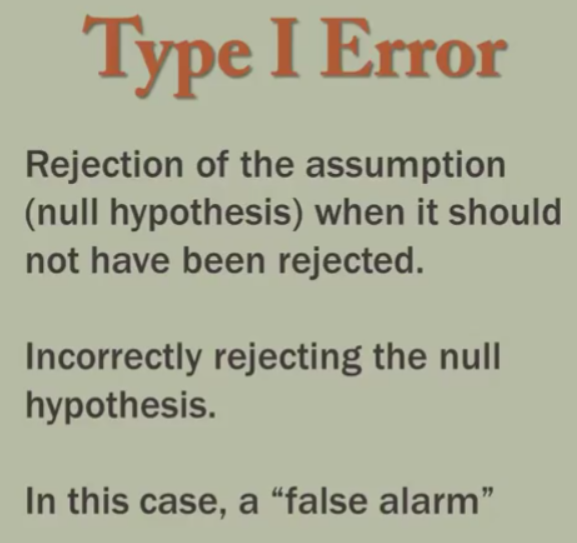 Type I Error
Rejection of the assumption
(null hypothesis) when it should
not have been rejected.
Incorrectly rejecting the null
hypothesis.
In this case, a “false alarm”